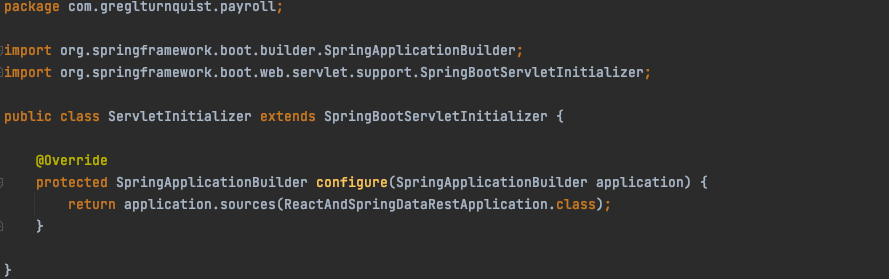 package com.greglturnquist.payroll;
import org.springframework.boot.builder.SpringApplicationBuilder;
import org.springframework.boot.web.servlet.support.SpringBootServletInitializer;
public class ServletInitializer extends SpringBootServletInitializer {
@Override
protected SpringApplicationBuilder configure(SpringApplicationBuilder application) {
return application.sources(ReactAndSpringDataRestApplication.class);
}
}